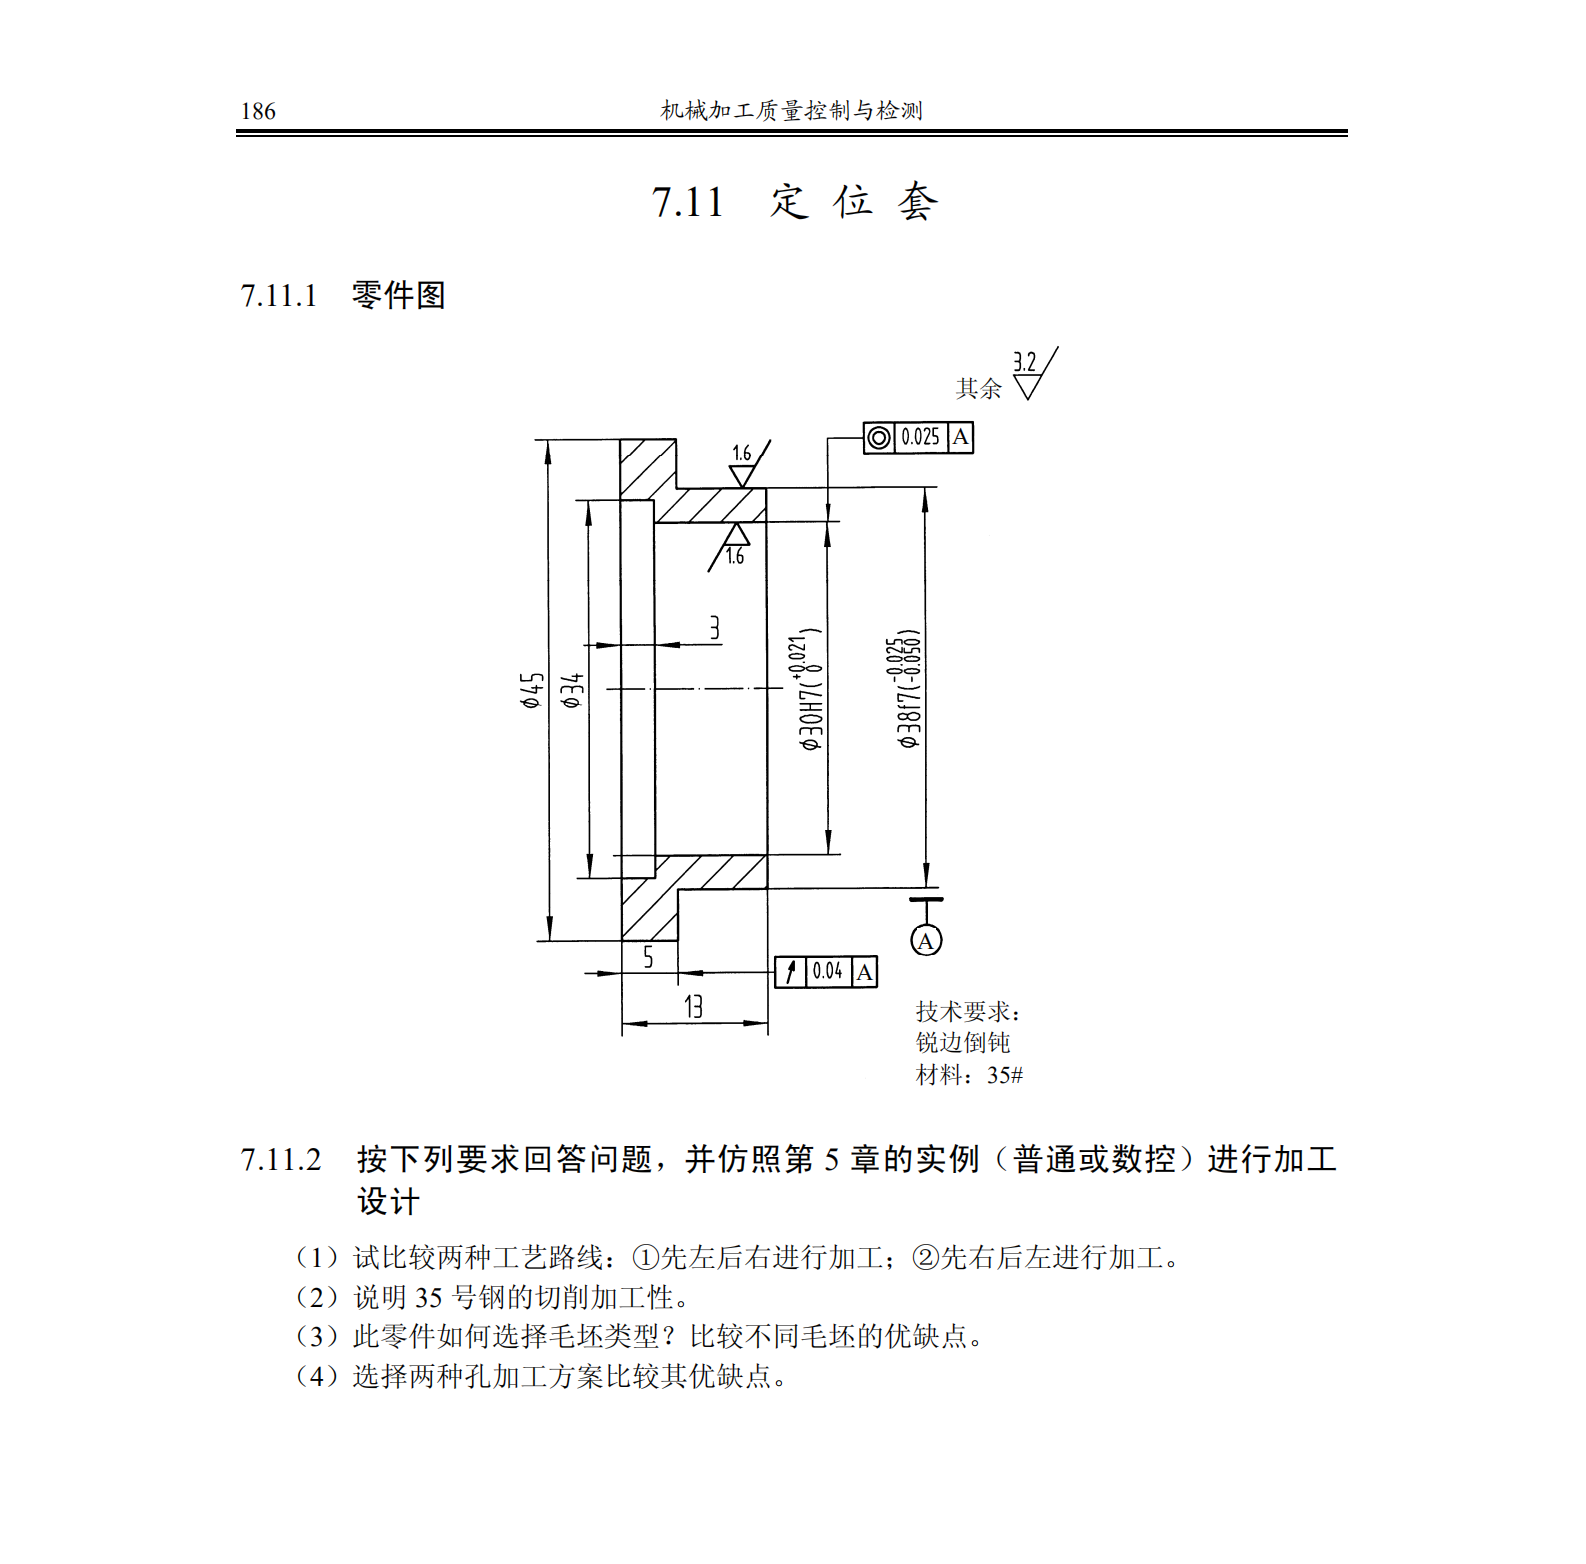 186
机械加工质量控制与检测
7.11 定位套
7.11.1 零件图
其余 3.2
◎ 0.025 A
1.6
1.6
3
φ45
φ34
φ30H7(+0.021 0)
φ38f7(-0.025 -0.050)
A
5
↗ 0.04 A
13
技术要求：
锐边倒钝
材料：35#
7.11.2 按下列要求回答问题，并仿照第 5 章的实例（普通或数控）进行加工
设计
（1）试比较两种工艺路线：①先左后右进行加工；②先右后左进行加工。
（2）说明 35 号钢的切削加工性。
（3）此零件如何选择毛坯类型？比较不同毛坯的优缺点。
（4）选择两种孔加工方案比较其优缺点。